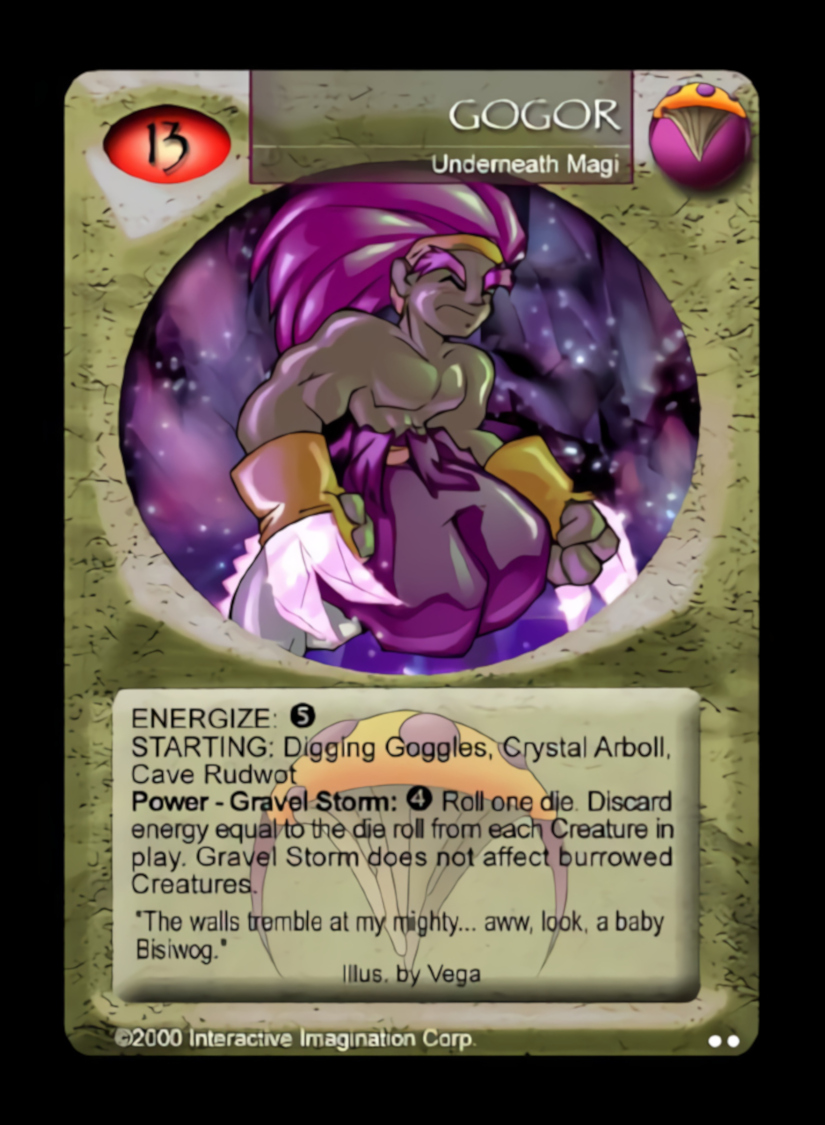 13
GOGOR
Underneath Magi
ENERGIZE: 5
STARTING: Digging Goggles, Crystal Arboll,
Cave Rudwot
Power - Gravel Storm: 4 Roll one die. Discard
energy equal to the die roll from each Creature in
play. Gravel Storm does not affect burrowed
Creatures.
"The walls tremble at my mighty... aww, look, a baby
Bisiwog."
Illus. by Vega
©2000 Interactive Imagination Corp.